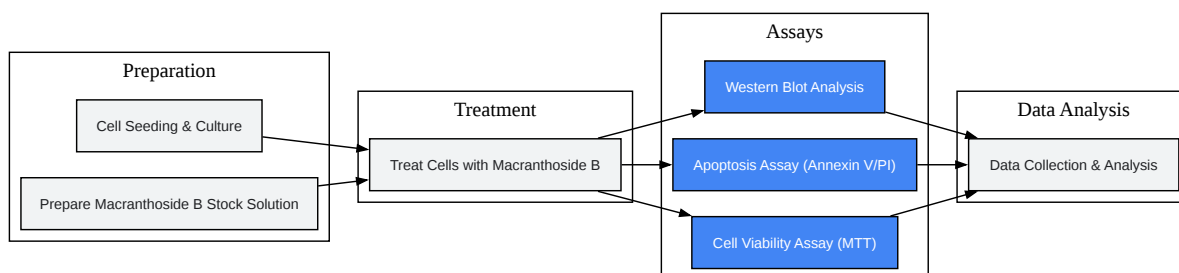 Preparation
Cell Seeding & Culture
Prepare Macranthoside B Stock Solution
Treatment
Treat Cells with Macranthoside B
Assays
Western Blot Analysis
Apoptosis Assay (Annexin V/PI)
Cell Viability Assay (MTT)
Data Analysis
Data Collection & Analysis